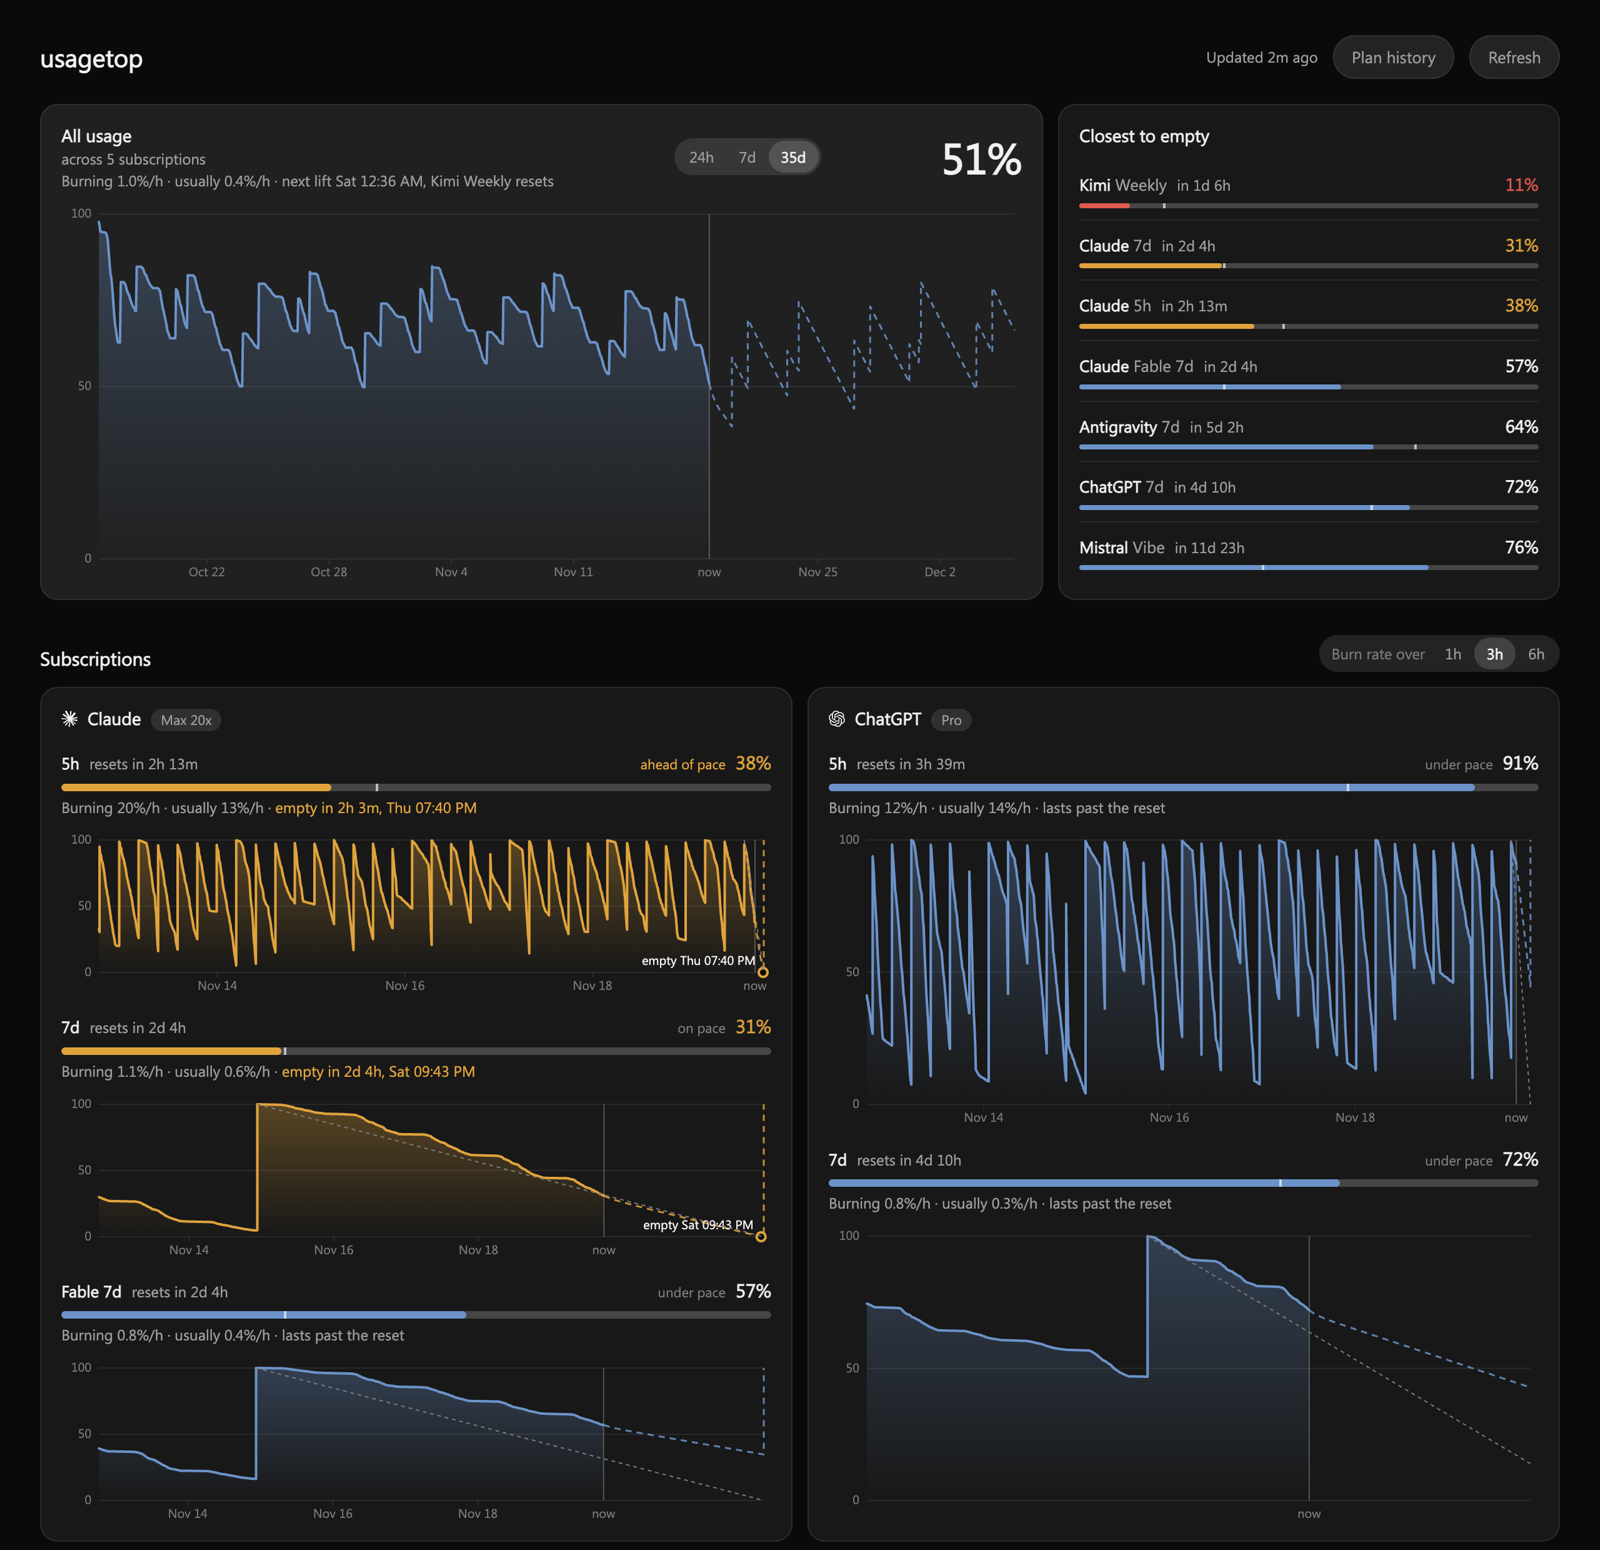 usagetop
Updated 2m ago
Plan history
Refresh
All usage
across 5 subscriptions
Burning 1.0%/h · usually 0.4%/h · next lift Sat 12:36 AM, Kimi Weekly resets
24h 7d 35d
51%
100
50
0
Oct 22 Oct 28 Nov 4 Nov 11 now Nov 25 Dec 2
Closest to empty
Kimi Weekly in 1d 6h 11%
Claude 7d in 2d 4h 31%
Claude 5h in 2h 13m 38%
Claude Fable 7d in 2d 4h 57%
Antigravity 7d in 5d 2h 64%
ChatGPT 7d in 4d 10h 72%
Mistral Vibe in 11d 23h 76%
Subscriptions
Burn rate over 1h 3h 6h
Claude Max 20x
5h resets in 2h 13m ahead of pace 38%
Burning 20%/h · usually 13%/h · empty in 2h 3m, Thu 07:40 PM
100
50
0
empty Thu 07:40 PM
Nov 14 Nov 16 Nov 18 now
7d resets in 2d 4h on pace 31%
Burning 1.1%/h · usually 0.6%/h · empty in 2d 4h, Sat 09:43 PM
100
50
0
empty Sat 09:43 PM
Nov 14 Nov 16 Nov 18 now
Fable 7d resets in 2d 4h under pace 57%
Burning 0.8%/h · usually 0.4%/h · lasts past the reset
100
50
0
Nov 14 Nov 16 Nov 18 now
ChatGPT Pro
5h resets in 3h 39m under pace 91%
Burning 12%/h · usually 14%/h · lasts past the reset
100
50
0
Nov 14 Nov 16 Nov 18 now
7d resets in 4d 10h under pace 72%
Burning 0.8%/h · usually 0.3%/h · lasts past the reset
100
50
0
now